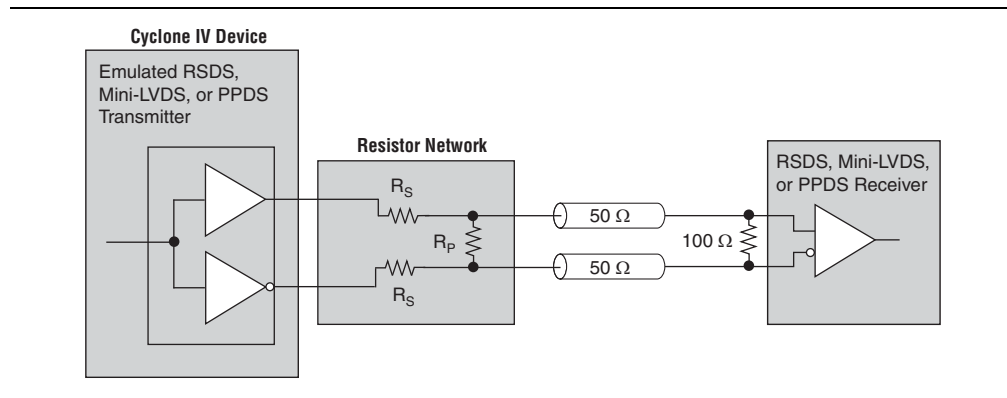 Cyclone IV Device
Emulated RSDS,
Mini-LVDS, or PPDS
Transmitter
Resistor Network
RS
RP
RS
50 Ω
50 Ω
100 Ω
RSDS, Mini-LVDS,
or PPDS Receiver